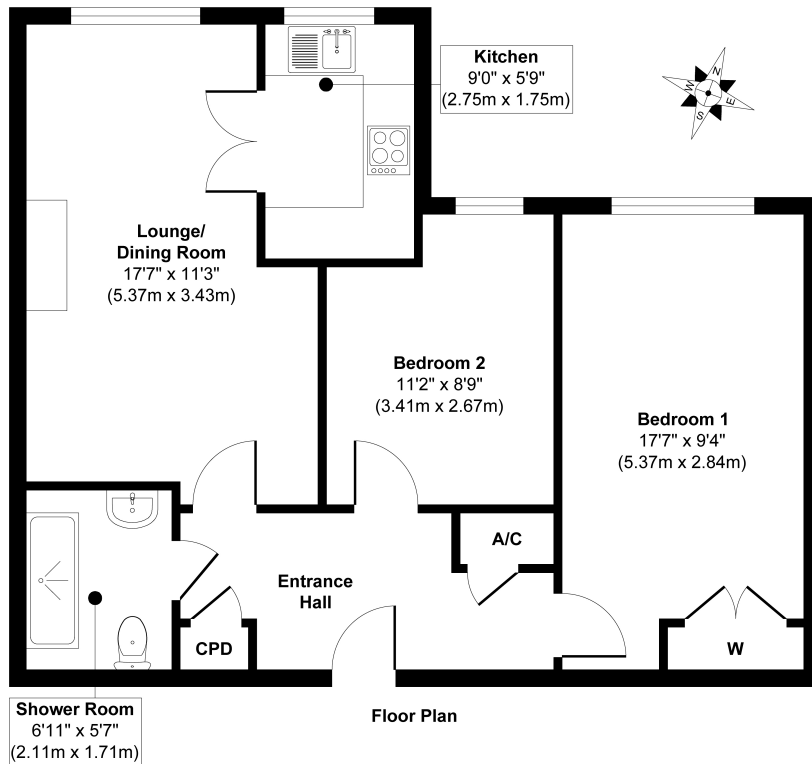 Kitchen
9'0" x 5'9"
(2.75m x 1.75m)
N
W
E
S
Lounge/
Dining Room
17'7" x 11'3"
(5.37m x 3.43m)
Bedroom 2
11'2" x 8'9"
(3.41m x 2.67m)
Bedroom 1
17'7" x 9'4"
(5.37m x 2.84m)
A/C
Entrance
Hall
CPD
W
Shower Room
6'11" x 5'7"
(2.11m x 1.71m)
Floor Plan